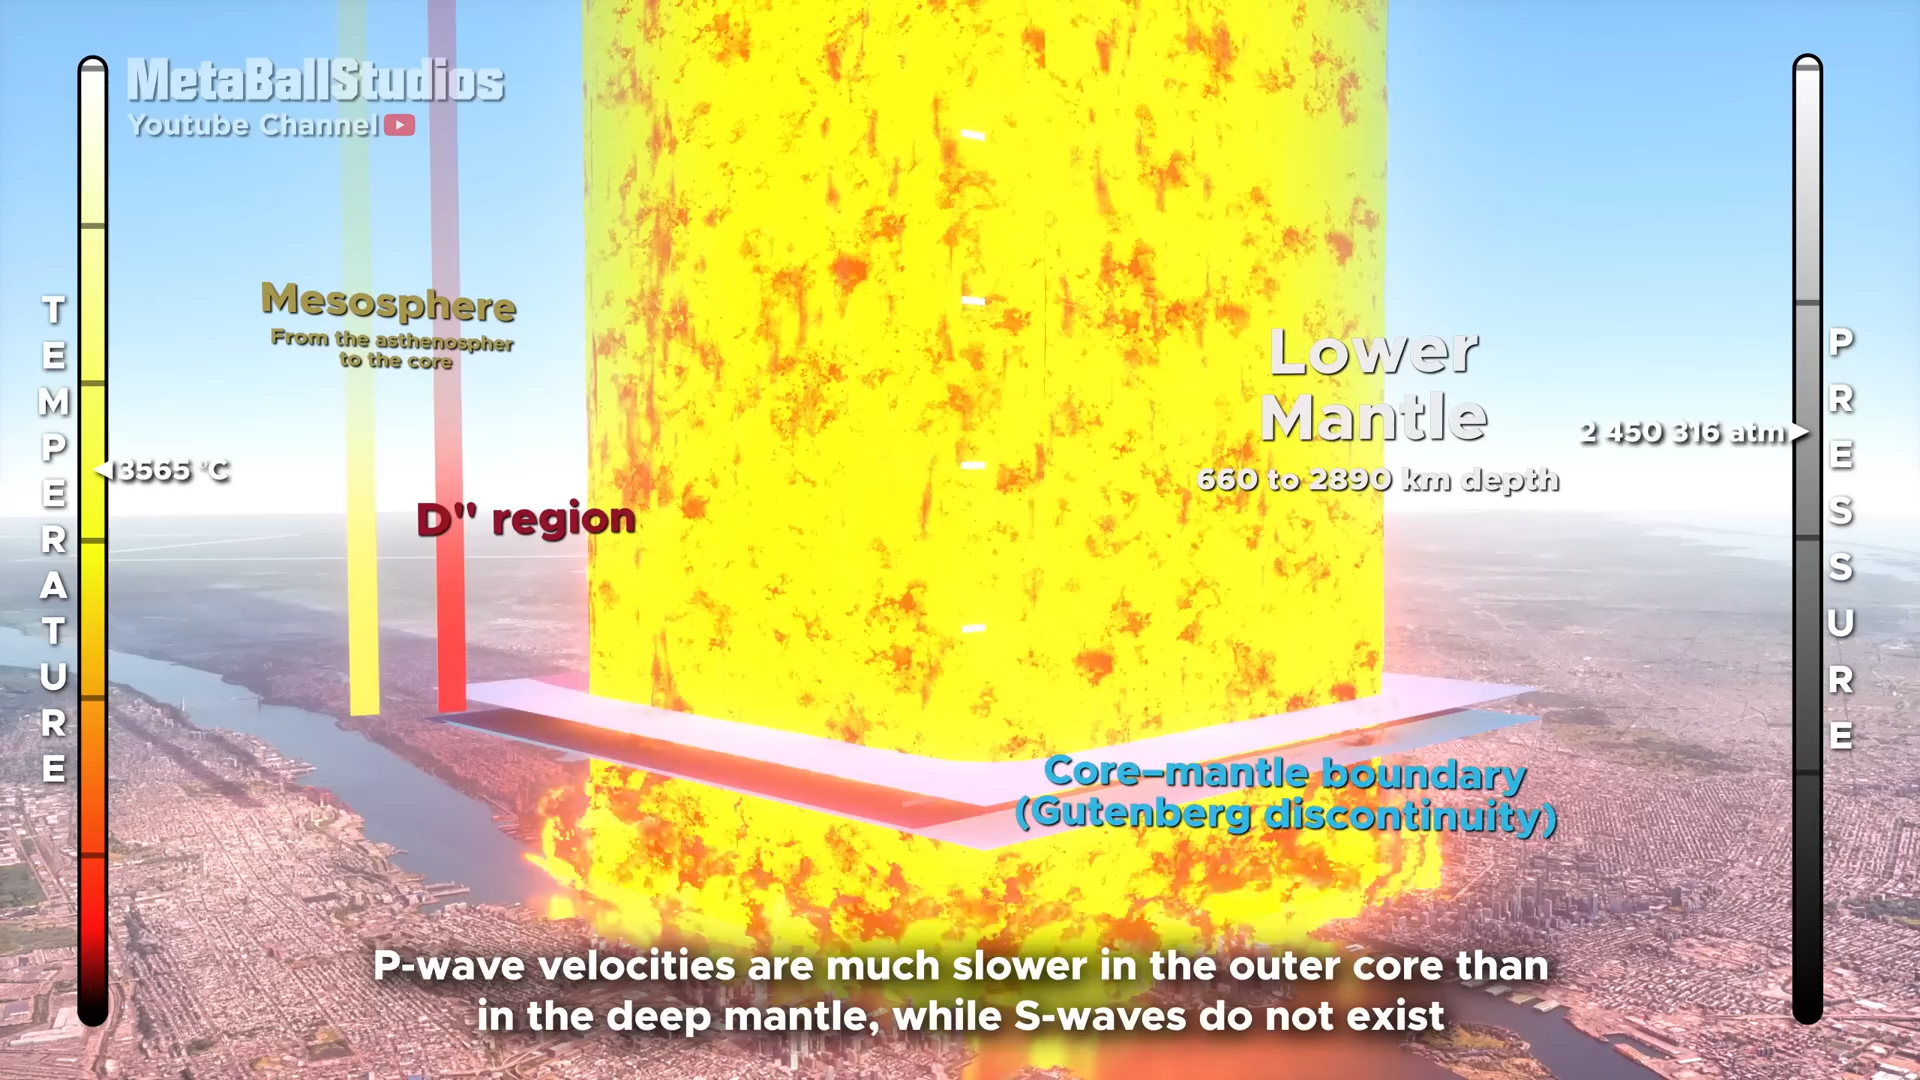 MetaBallStudios
Youtube Channel
TEMPERATURE
3565 °C
Mesosphere
From the asthenospher
to the core
D'' region
Lower
Mantle
660 to 2890 km depth
2 450 316 atm
PRESSURE
Core–mantle boundary
(Gutenberg discontinuity)
P-wave velocities are much slower in the outer core than
in the deep mantle, while S-waves do not exist